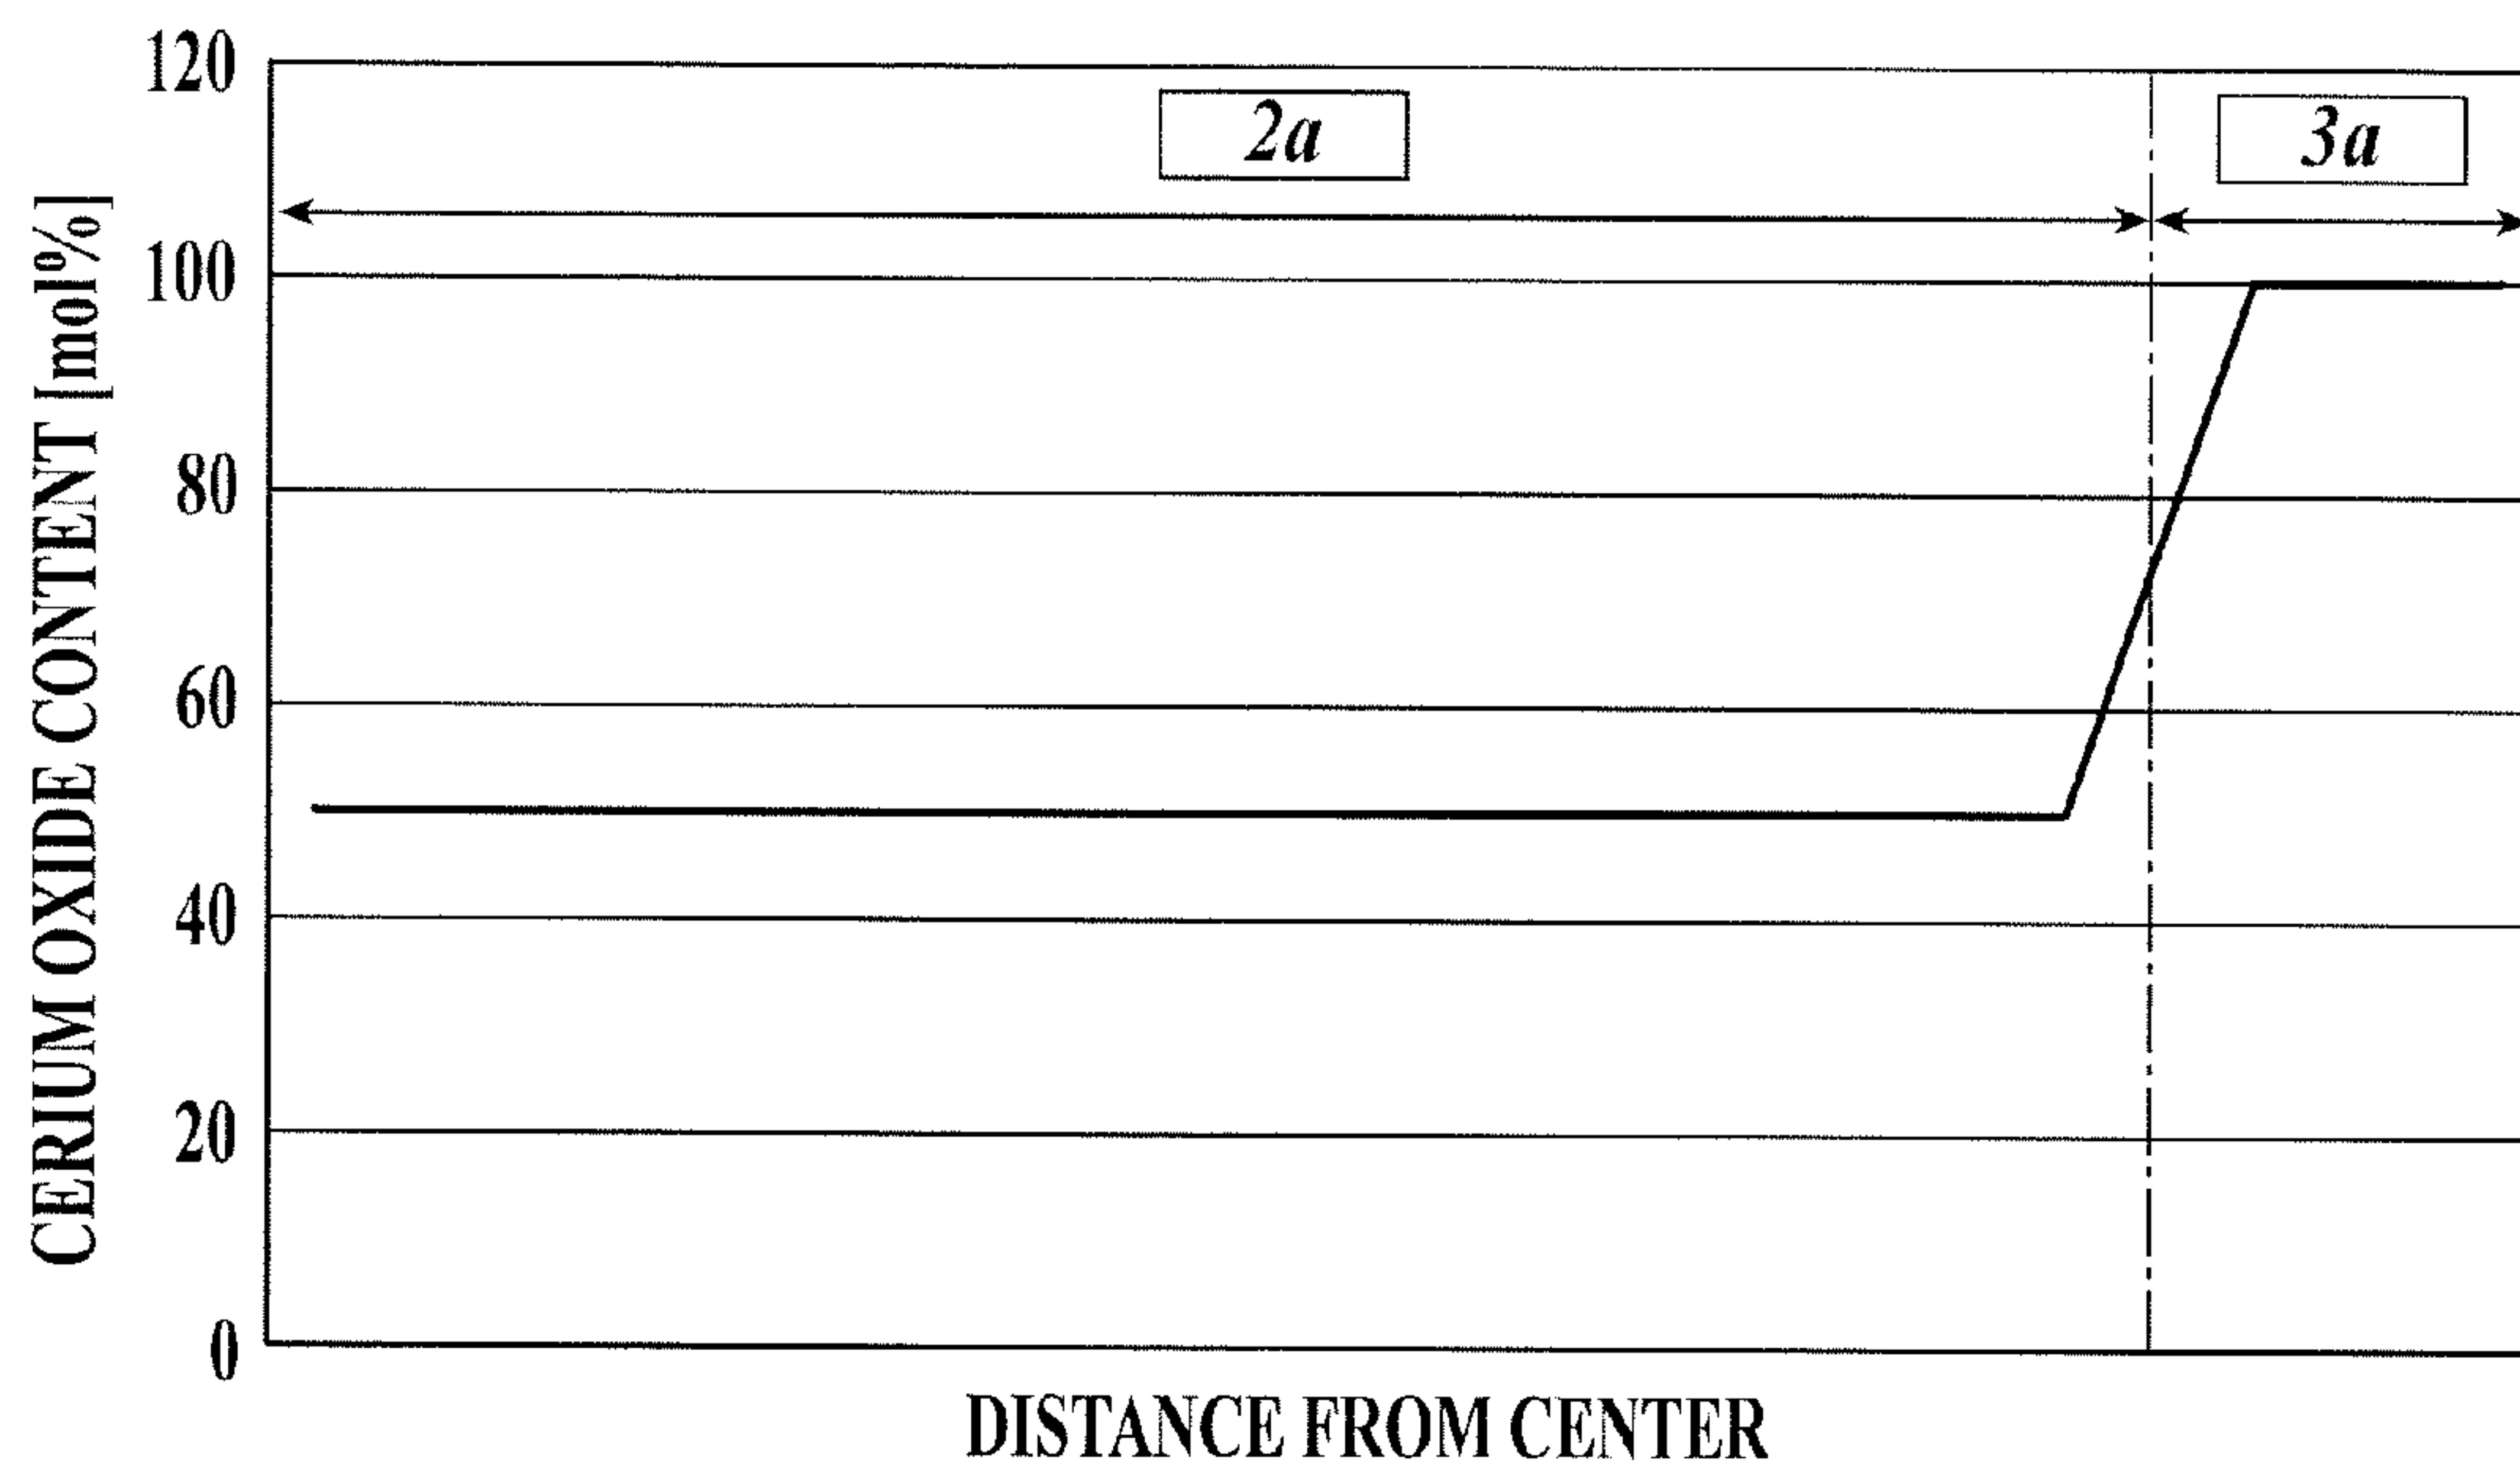 120
2a
3a
100
80
60
40
20
0
CERIUM OXIDE CONTENT [mol%]
DISTANCE FROM CENTER